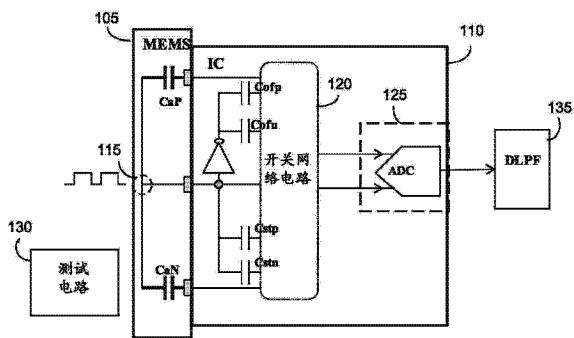 105
MEMS
110
IC
CaP
Cofp
Cofu
120
125
135
115
开关网
络电路
ADC
DLPF
130
测试
电路
Cstp
Cstn
CaN